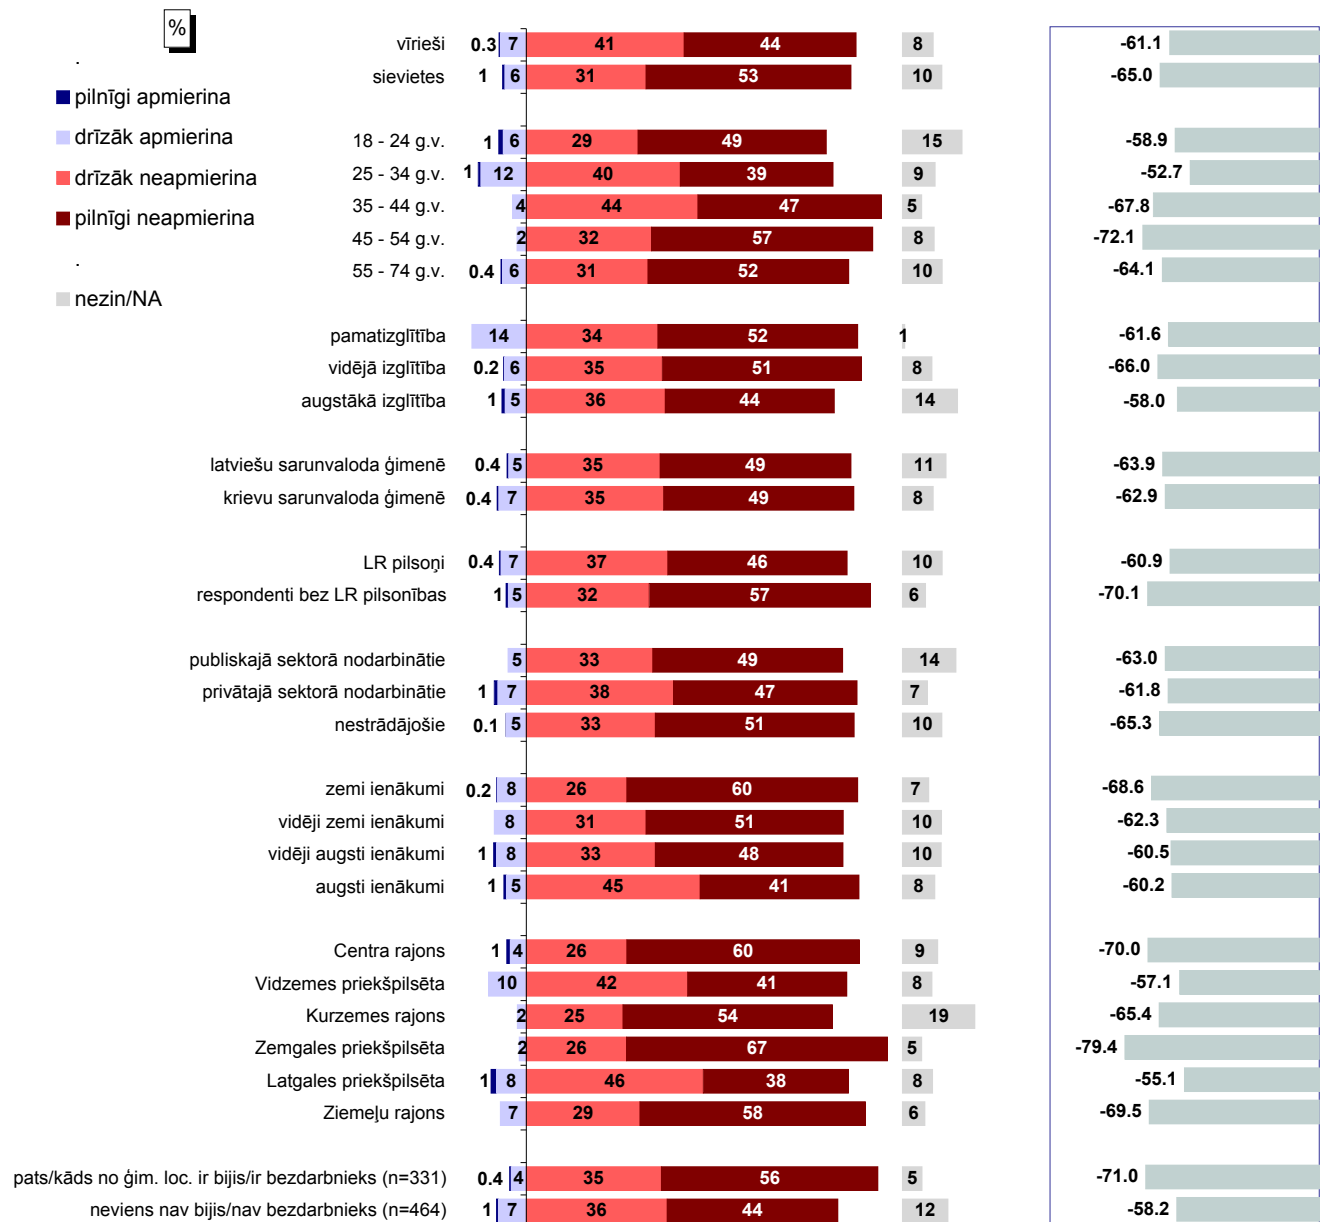 %
.
pilnīgi apmierina
drīzāk apmierina
drīzāk neapmierina
pilnīgi neapmierina
.
nezin/NA
vīrieši 0.3 7 41 44 8 -61.1
sievietes 1 6 31 53 10 -65.0
18 - 24 g.v. 1 6 29 49 15 -58.9
25 - 34 g.v. 1 12 40 39 9 -52.7
35 - 44 g.v. 4 44 47 5 -67.8
45 - 54 g.v. 2 32 57 8 -72.1
55 - 74 g.v. 0.4 6 31 52 10 -64.1
pamatizglītība 14 34 52 1 -61.6
vidējā izglītība 0.2 6 35 51 8 -66.0
augstākā izglītība 1 5 36 44 14 -58.0
latviešu sarunvaloda ģimenē 0.4 5 35 49 11 -63.9
krievu sarunvaloda ģimenē 0.4 7 35 49 8 -62.9
LR pilsoņi 0.4 7 37 46 10 -60.9
respondenti bez LR pilsonības 1 5 32 57 6 -70.1
publiskajā sektorā nodarbinātie 5 33 49 14 -63.0
privātajā sektorā nodarbinātie 1 7 38 47 7 -61.8
nestrādājošie 0.1 5 33 51 10 -65.3
zemi ienākumi 0.2 8 26 60 7 -68.6
vidēji zemi ienākumi 8 31 51 10 -62.3
vidēji augsti ienākumi 1 8 33 48 10 -60.5
augsti ienākumi 1 5 45 41 8 -60.2
Centra rajons 1 4 26 60 9 -70.0
Vidzemes priekšpilsēta 10 42 41 8 -57.1
Kurzemes rajons 2 25 54 19 -65.4
Zemgales priekšpilsēta 2 26 67 5 -79.4
Latgales priekšpilsēta 1 8 46 38 8 -55.1
Ziemeļu rajons 7 29 58 6 -69.5
pats/kāds no ģim. loc. ir bijis/ir bezdarbnieks (n=331) 0.4 4 35 56 5 -71.0
neviens nav bijis/nav bezdarbnieks (n=464) 1 7 36 44 12 -58.2